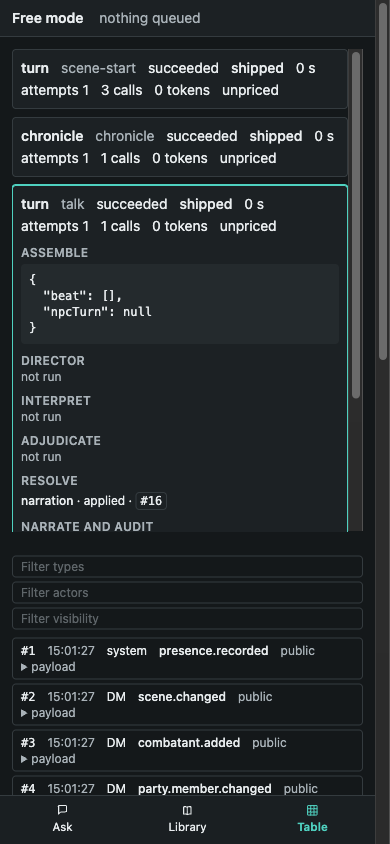 Free mode nothing queued
turn scene-start succeeded shipped 0 s
attempts 1 3 calls 0 tokens unpriced
chronicle chronicle succeeded shipped 0 s
attempts 1 1 calls 0 tokens unpriced
turn talk succeeded shipped 0 s
attempts 1 1 calls 0 tokens unpriced
ASSEMBLE
{
"beat": [],
"npcTurn": null
}
DIRECTOR
not run
INTERPRET
not run
ADJUDICATE
not run
RESOLVE
narration · applied · #16
NARRATE AND AUDIT
Filter types
Filter actors
Filter visibility
#1 15:01:27 system presence.recorded public
▶ payload
#2 15:01:27 DM scene.changed public
▶ payload
#3 15:01:27 DM combatant.added public
▶ payload
#4 15:01:27 DM party.member.changed public
Ask Library Table